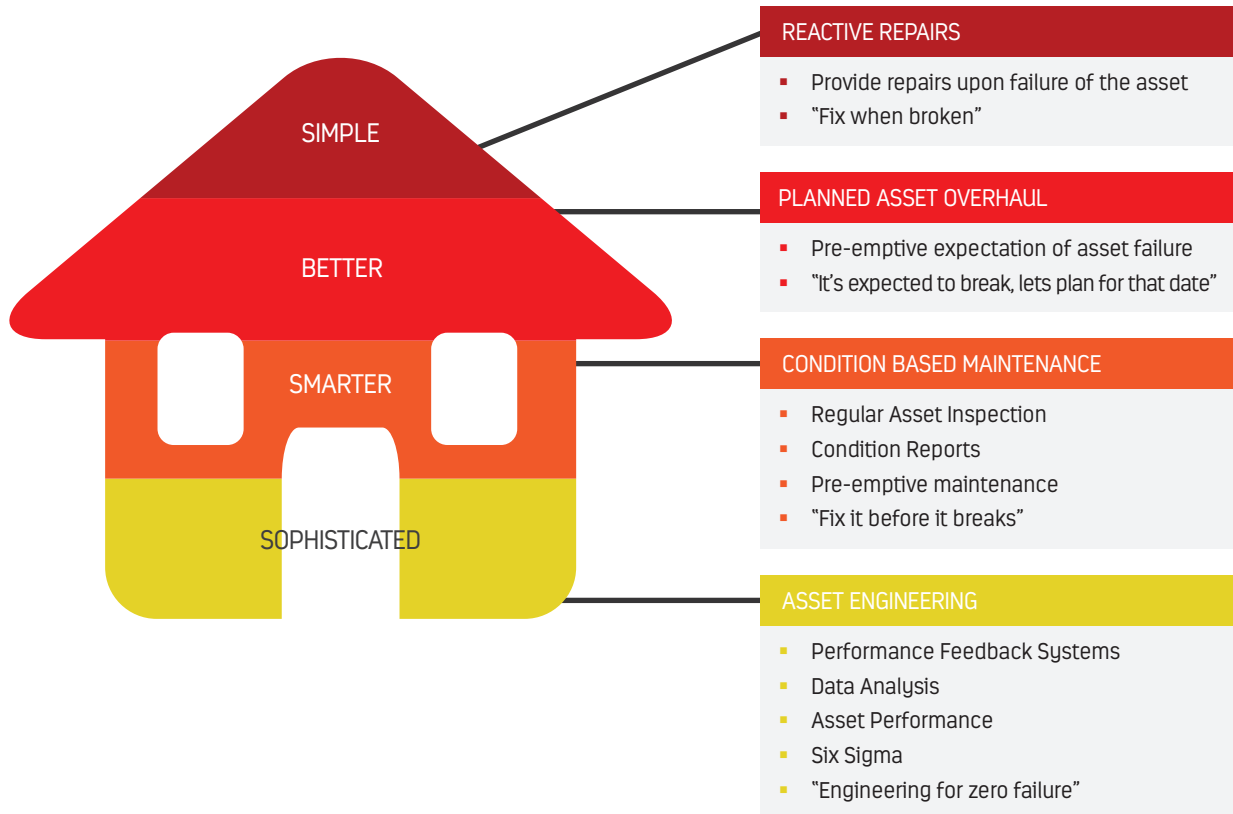 SIMPLE
BETTER
SMARTER
SOPHISTICATED
REACTIVE REPAIRS
▪ Provide repairs upon failure of the asset
▪ “Fix when broken”
PLANNED ASSET OVERHAUL
▪ Pre-emptive expectation of asset failure
▪ “It’s expected to break, lets plan for that date”
CONDITION BASED MAINTENANCE
▪ Regular Asset Inspection
▪ Condition Reports
▪ Pre-emptive maintenance
▪ “Fix it before it breaks”
ASSET ENGINEERING
▪ Performance Feedback Systems
▪ Data Analysis
▪ Asset Performance
▪ Six Sigma
▪ “Engineering for zero failure”